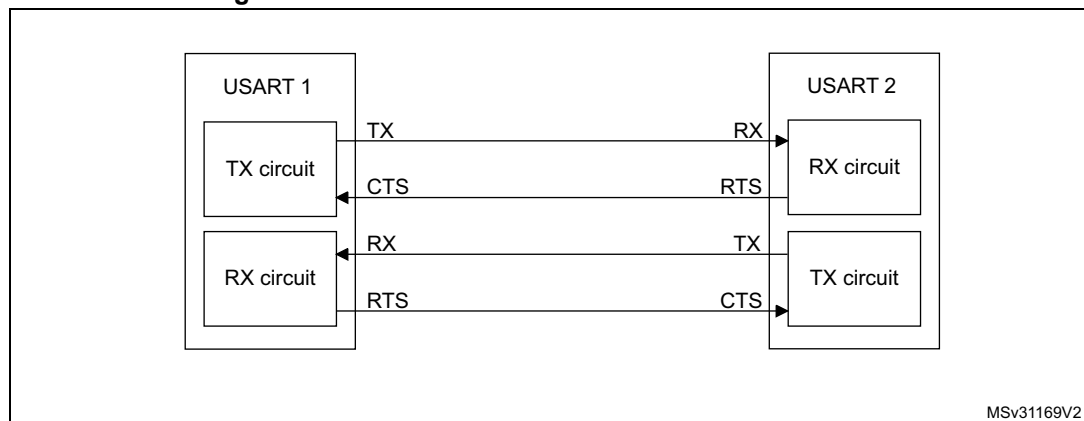 USART 1
USART 2
TX
RX
TX circuit
RX circuit
CTS
RTS
RX
TX
RX circuit
TX circuit
RTS
CTS
MSv31169V2